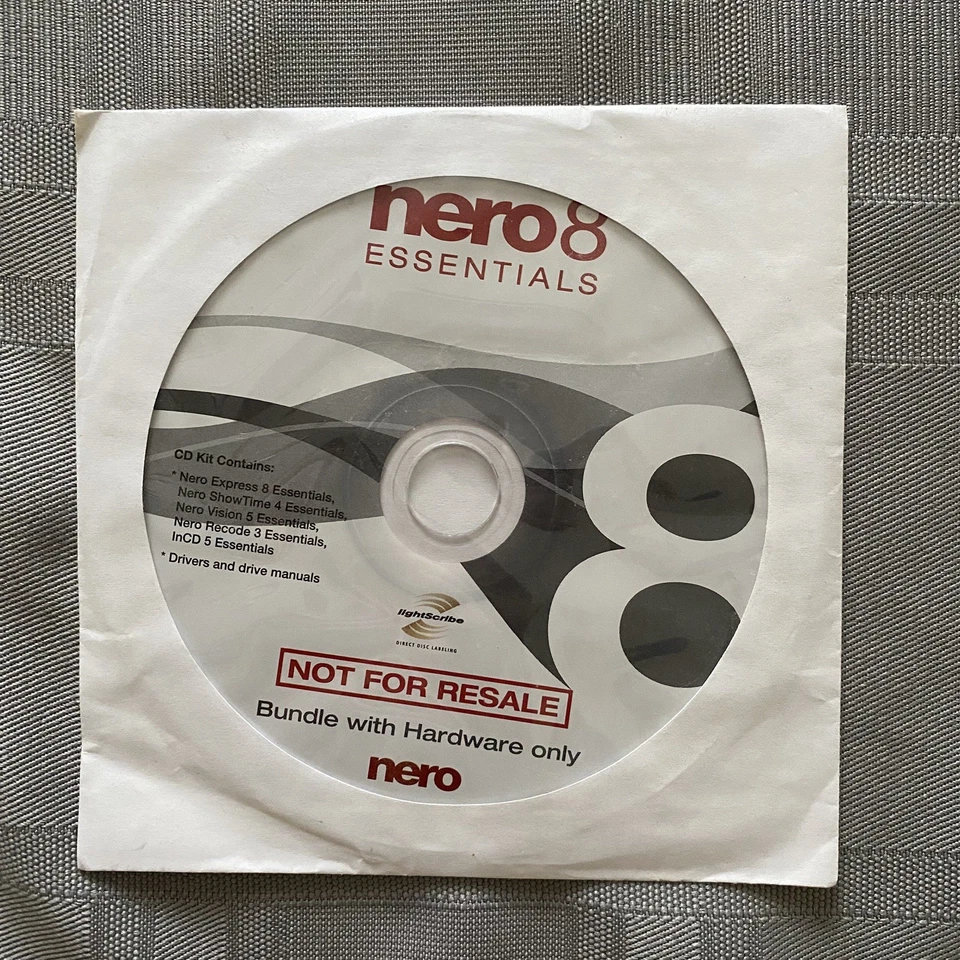 nero 8
ESSENTIALS
8
CD Kit Contains:
* Nero Express 8 Essentials,
Nero ShowTime 4 Essentials,
Nero Vision 5 Essentials,
Nero Recode 3 Essentials,
InCD 5 Essentials
* Drivers and drive manuals
lightScribe
DIRECT DISC LABELING
NOT FOR RESALE
Bundle with Hardware only
nero